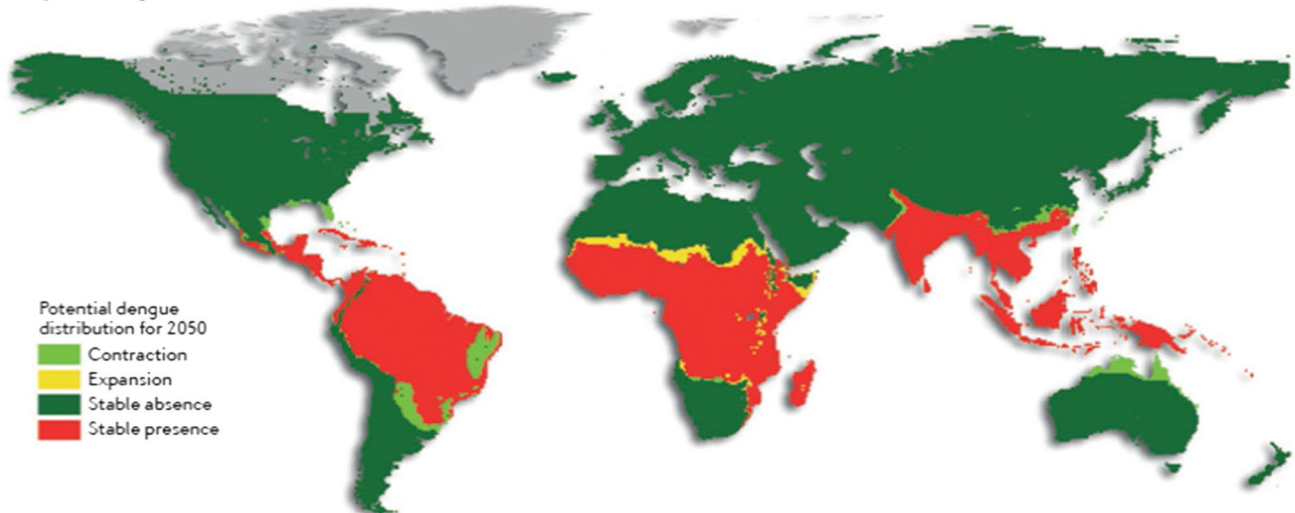 Potential dengue
distribution for 2050
Contraction
Expansion
Stable absence
Stable presence